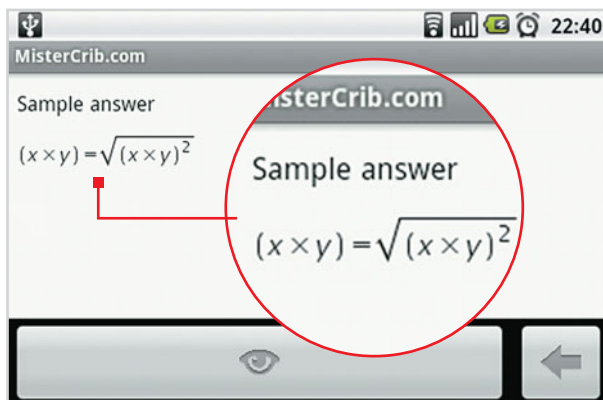 22:40
MisterCrib.com
Sample answer
(x×y)=√(x×y)²
isterCrib.com
Sample answer
(x×y)=√(x×y)²